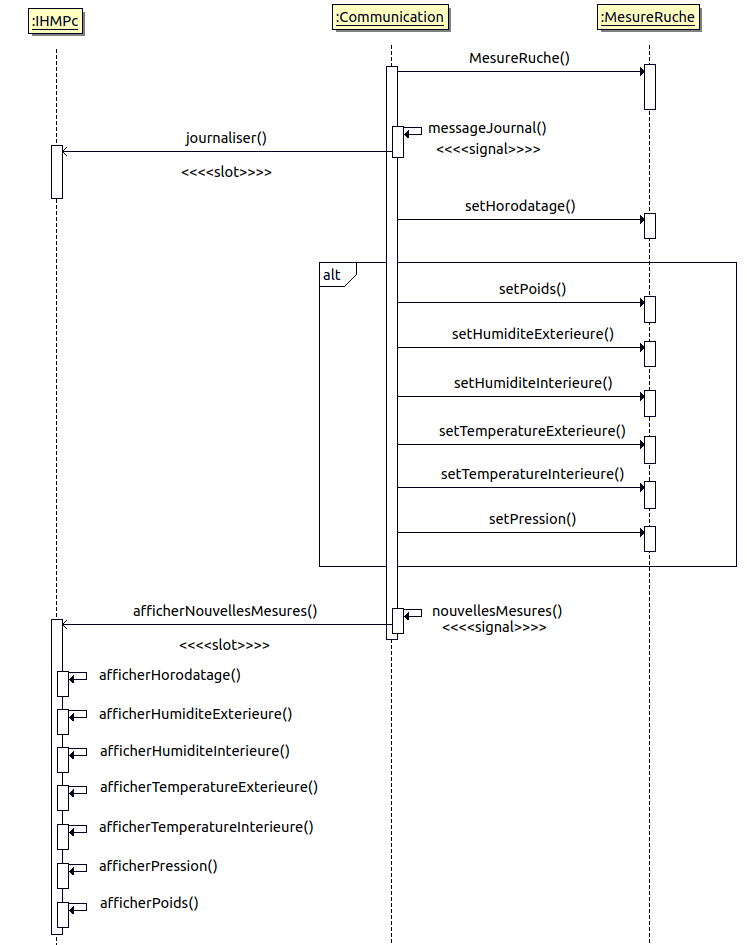 :IHMPc
:Communication
:MesureRuche
MesureRuche()
messageJournal()
<<<<signal>>>>
journaliser()
<<<<slot>>>>
setHorodatage()
alt
setPoids()
setHumiditeExterieure()
setHumiditeInterieure()
setTemperatureExterieure()
setTemperatureInterieure()
setPression()
afficherNouvellesMesures()
nouvellesMesures()
<<<<signal>>>>
<<<<slot>>>>
afficherHorodatage()
afficherHumiditeExterieure()
afficherHumiditeInterieure()
afficherTemperatureExterieure()
afficherTemperatureInterieure()
afficherPression()
afficherPoids()